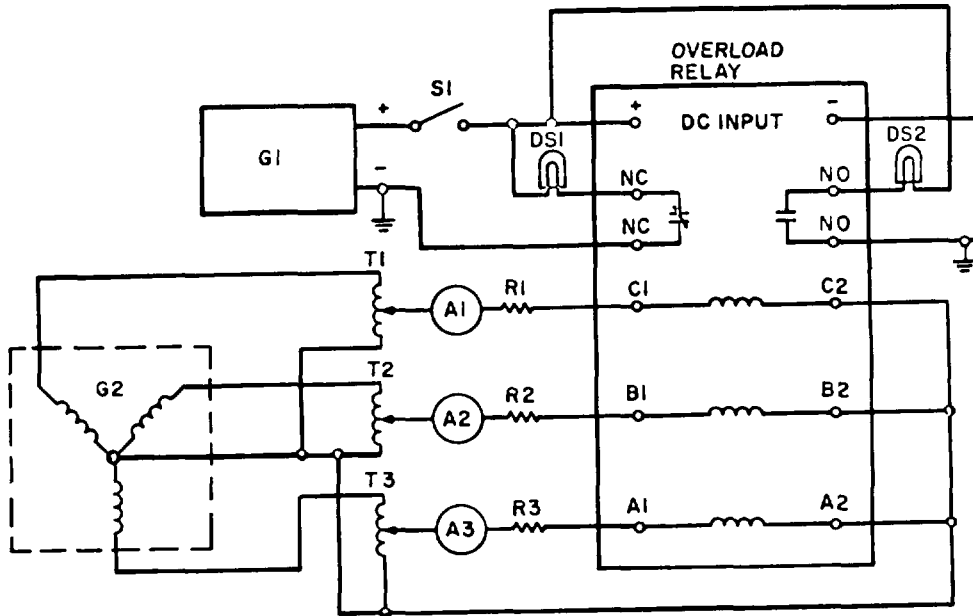 OVERLOAD
RELAY
+ S1
+ DC INPUT -
DS1 DS2
G1
-
NC NO
NC NO
T1
R1 C1 C2
A1
G2
T2
R2 B1 B2
A2
T3
R3 A1 A2
A3